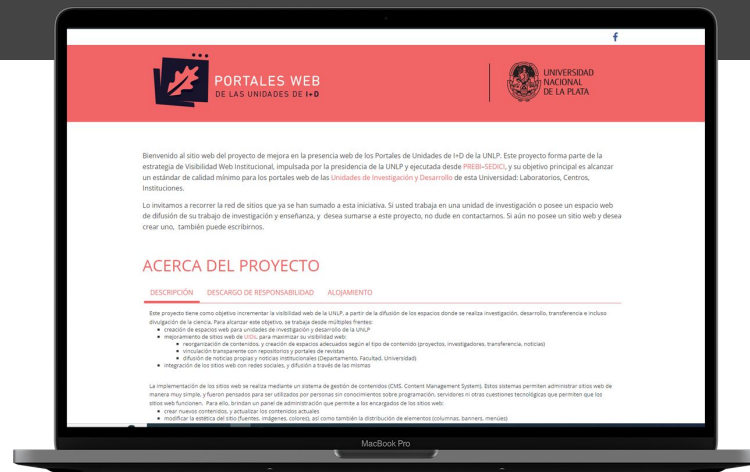 f
PORTALES WEB
DE LAS UNIDADES DE I+D
UNIVERSIDAD
NACIONAL
DE LA PLATA
Bienvenido al sitio web del proyecto de mejora en la presencia web de los Portales de Unidades de I+D de la UNLP. Este proyecto forma parte de la
estrategia de Visibilidad Web Institucional, impulsada por la presidencia de la UNLP y ejecutada desde PREBI-SEDICI, y su objetivo principal es alcanzar
un estándar de calidad mínimo para los portales web de las Unidades de Investigación y Desarrollo de esta Universidad: Laboratorios, Centros,
Instituciones.
Lo invitamos a recorrer la red de sitios que ya se han sumado a esta iniciativa. Si usted trabaja en una unidad de investigación o posee un espacio web
de difusión de su trabajo de investigación y enseñanza, y desea sumarse a este proyecto, no dude en contactarnos. Si aún no posee un sitio web y desea
crear uno, también puede escribirnos.
ACERCA DEL PROYECTO
DESCRIPCIÓN DESCARGO DE RESPONSABILIDAD ALOJAMIENTO
Este proyecto tiene como objetivo incrementar la visibilidad web de la UNLP, a partir de la difusión de los espacios donde se realiza investigación, desarrollo, transferencia e incluso
divulgación de la ciencia. Para alcanzar este objetivo, se trabaja desde múltiples frentes:
creación de espacios web para unidades de investigación y desarrollo de la UNLP
mejoramiento de sitios web de UIDs, para maximizar su visibilidad web:
reorganización de contenidos, y creación de espacios adecuados según el tipo de contenido (proyectos, investigadores, transferencia, noticias)
vinculación transparente con repositorios y portales de revistas
difusión de noticias propias y noticias institucionales (Departamento, Facultad, Universidad)
integración de los sitios web con redes sociales, y difusión a través de las mismas
La implementación de los sitios web se realiza mediante un sistema de gestión de contenidos (CMS, Content Management System). Estos sistemas permiten administrar sitios web de
manera muy simple, y fueron pensados para ser utilizados por personas sin conocimientos sobre programación, servidores ni otras cuestiones tecnológicas que permiten que los
sitios web funcionen. Para ello, brindan un panel de administración que permite a los encargados de los sitios web:
crear nuevos contenidos, y actualizar los contenidos actuales
modificar la estética del sitio (fuentes, imágenes, colores), así como también la distribución de elementos (columnas, banners, menúes)
MacBook Pro